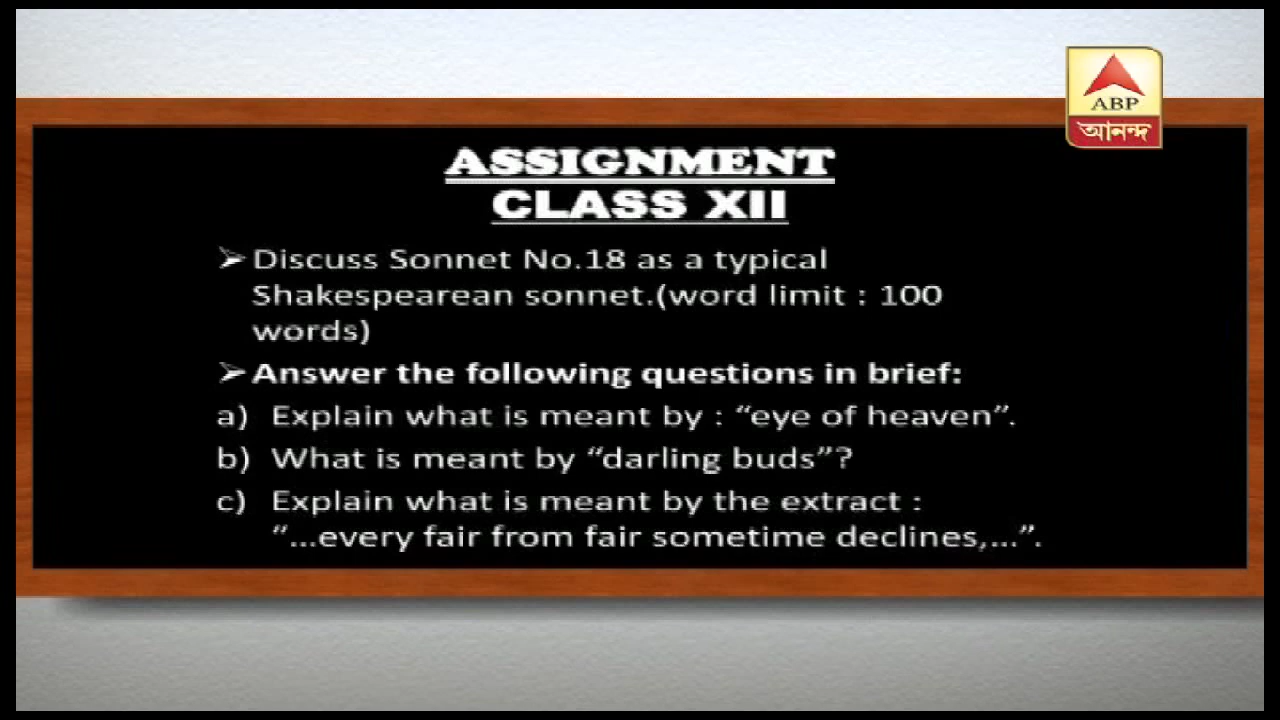 ABP
আনন্দ
ASSIGNMENT
CLASS XII
➢ Discuss Sonnet No.18 as a typical
Shakespearean sonnet.(word limit : 100
words)
➢ Answer the following questions in brief:
a) Explain what is meant by : “eye of heaven”.
b) What is meant by “darling buds”?
c) Explain what is meant by the extract :
“...every fair from fair sometime declines,...”.